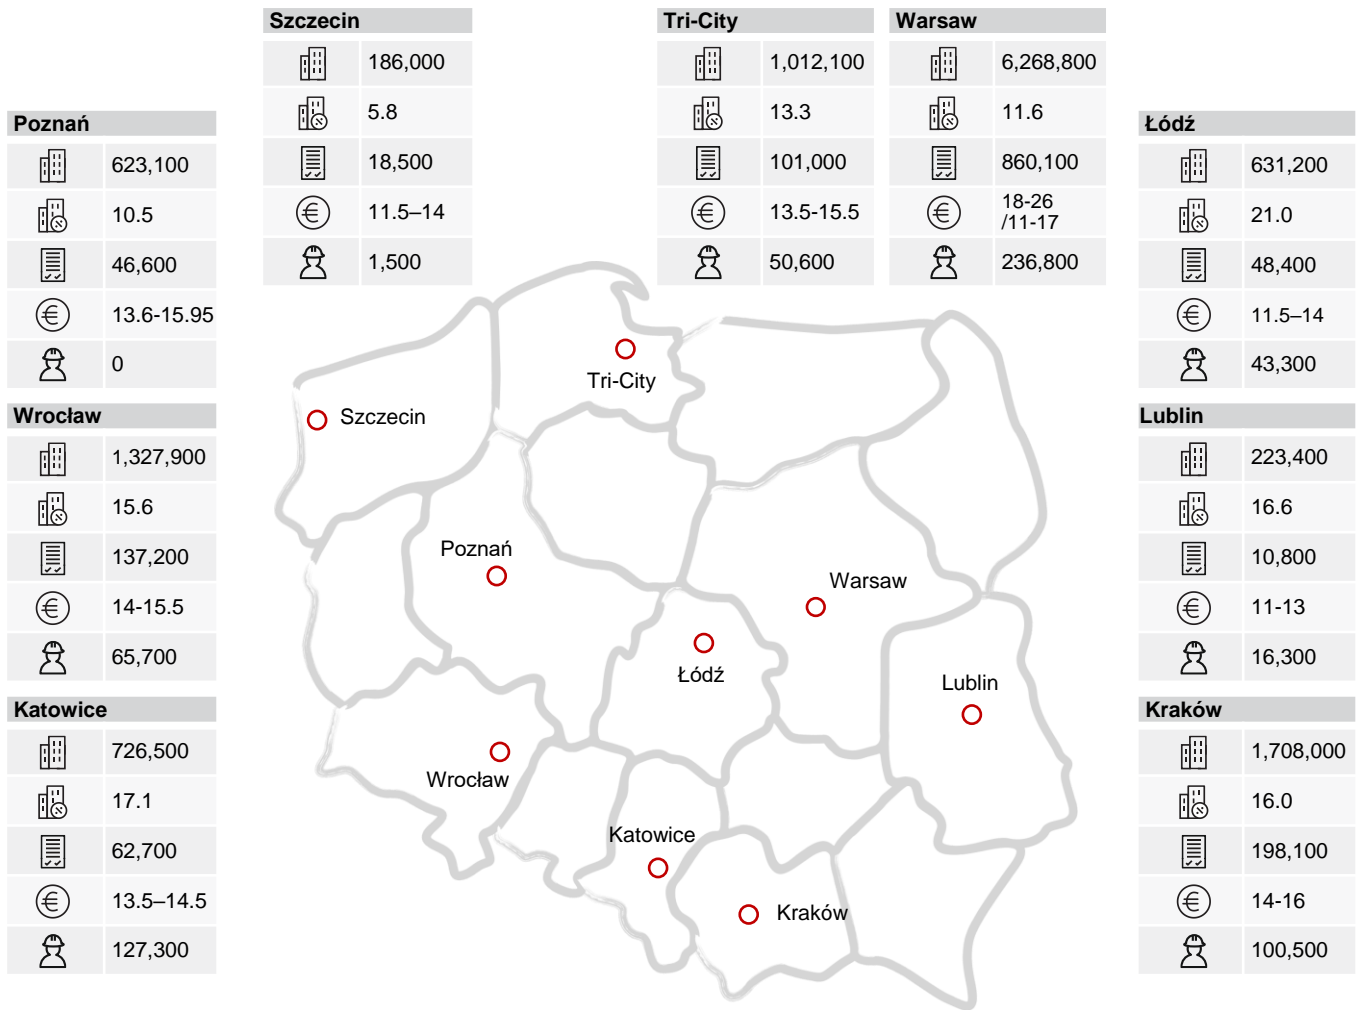 Szczecin
186,000
5.8
18,500
11.5–14
1,500
Tri-City
1,012,100
13.3
101,000
13.5-15.5
50,600
Warsaw
6,268,800
11.6
860,100
18-26
/11-17
236,800
Poznań
623,100
10.5
46,600
13.6-15.95
0
Wrocław
1,327,900
15.6
137,200
14-15.5
65,700
Katowice
726,500
17.1
62,700
13.5–14.5
127,300
Łódź
631,200
21.0
48,400
11.5–14
43,300
Lublin
223,400
16.6
10,800
11-13
16,300
Kraków
1,708,000
16.0
198,100
14-16
100,500
Tri-City
Szczecin
Poznań
Warsaw
Łódź
Lublin
Wrocław
Katowice
Kraków